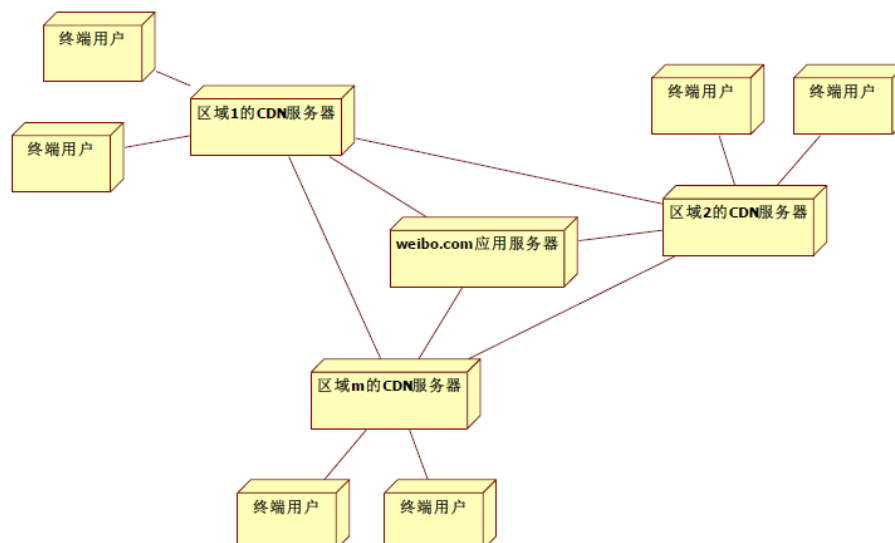 终端用户
终端用户
终端用户
区域1的CDN服务器
终端用户
区域2的CDN服务器
weibo.com应用服务器
区域m的CDN服务器
终端用户
终端用户